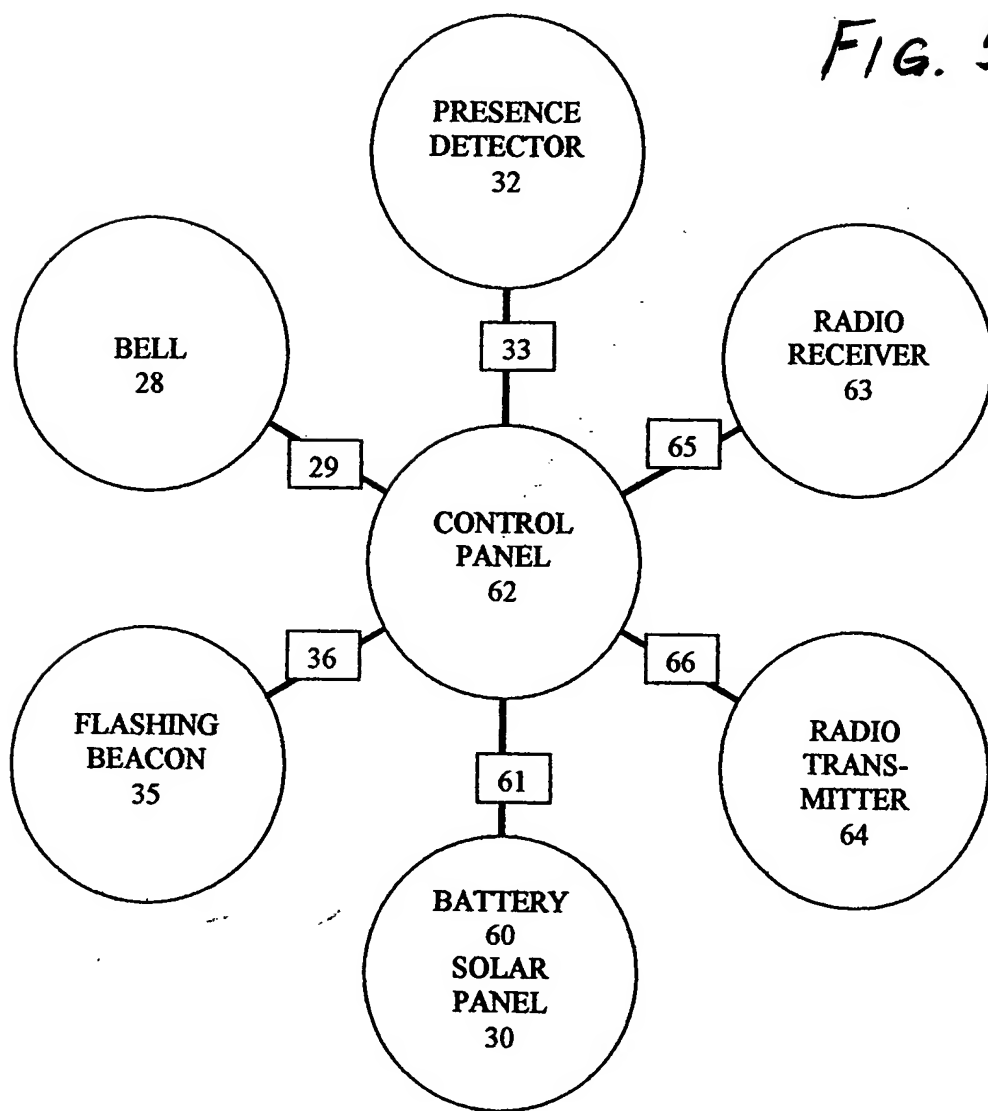 FIG.
PRESENCE
DETECTOR
32
BELL
28
33
RADIO
RECEIVER
63
29
65
CONTROL
PANEL
62
36
66
FLASHING
BEACON
35
61
RADIO
TRANS-
MITTER
64
BATTERY
60
SOLAR
PANEL
30